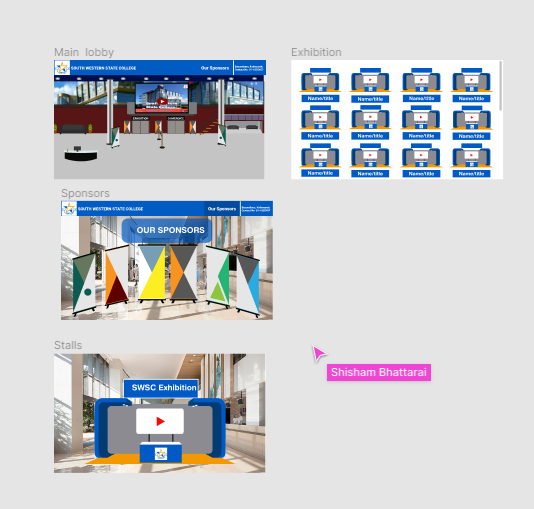 Main lobby
SOUTH WESTERN STATE COLLEGE
Our Sponsors
EXHIBITION
CONFERENCE
Exhibition
Name/title
Name/title
Name/title
Name/title
Name/title
Name/title
Name/title
Name/title
Name/title
Name/title
Name/title
Name/title
Sponsors
SOUTH WESTERN STATE COLLEGE
Our Sponsors
OUR SPONSORS
Stalls
SWSC Exhibition
Shisham Bhattarai